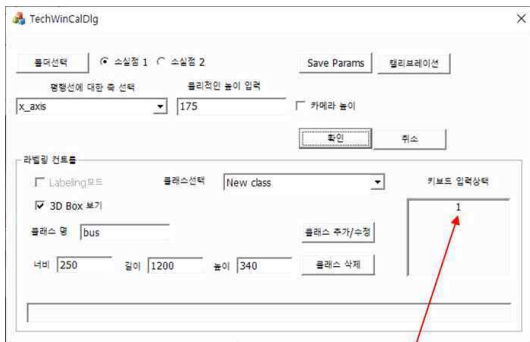 TechWinCalDlg
폴더선택 소실점 1 소실점 2 Save Params 캘리브레이션
평행선에 대한 축 선택 물리적인 높이 입력
x_axis 175 카메라 높이
확인 취소
라벨링 컨트롤
Labeling모드 클래스선택 New class 키보드 입력상태
3D Box 보기 1
클래스 명 bus 클래스 추가/수정
너비 250 길이 1200 높이 340 클래스 삭제